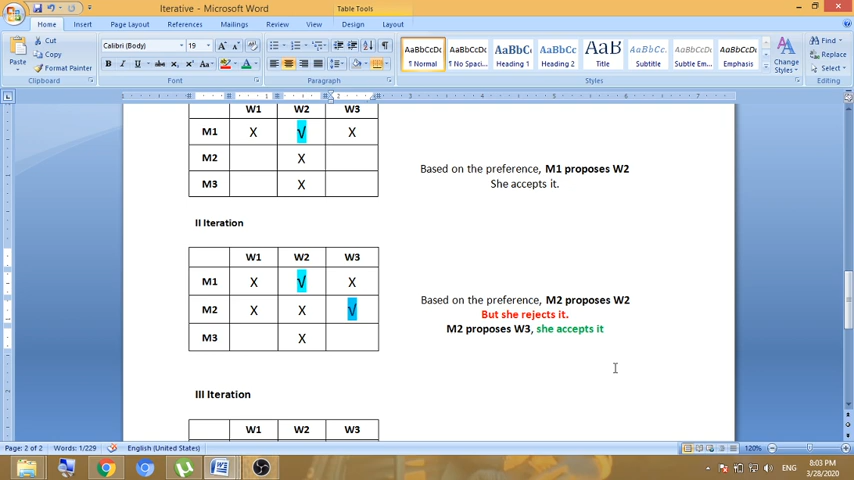 Iterative - Microsoft Word
Table Tools
Home Insert Page Layout References Mailings Review View Design Layout
Paste
Cut
Copy
Format Painter
Clipboard
Calibri (Body) 19
Font
Paragraph
AaBbCcDc AaBbCcDc AaBbCc AaBbCc AaB AaBbCcL AaBbCcDc AaBbCcDc
¶ Normal ¶ No Spaci... Heading 1 Heading 2 Title Subtitle Subtle Em... Emphasis
Change Styles
Styles
Find
Replace
Select
Editing
W1 W2 W3
M1 X √ X
M2 X
M3 X
Based on the preference, M1 proposes W2
She accepts it.
II Iteration
W1 W2 W3
M1 X √ X
M2 X X √
M3 X
Based on the preference, M2 proposes W2
But she rejects it.
M2 proposes W3, she accepts it
III Iteration
W1 W2 W3
Page: 2 of 2 Words: 1/229 English (United States) 120%
ENG
8:03 PM
3/28/2020